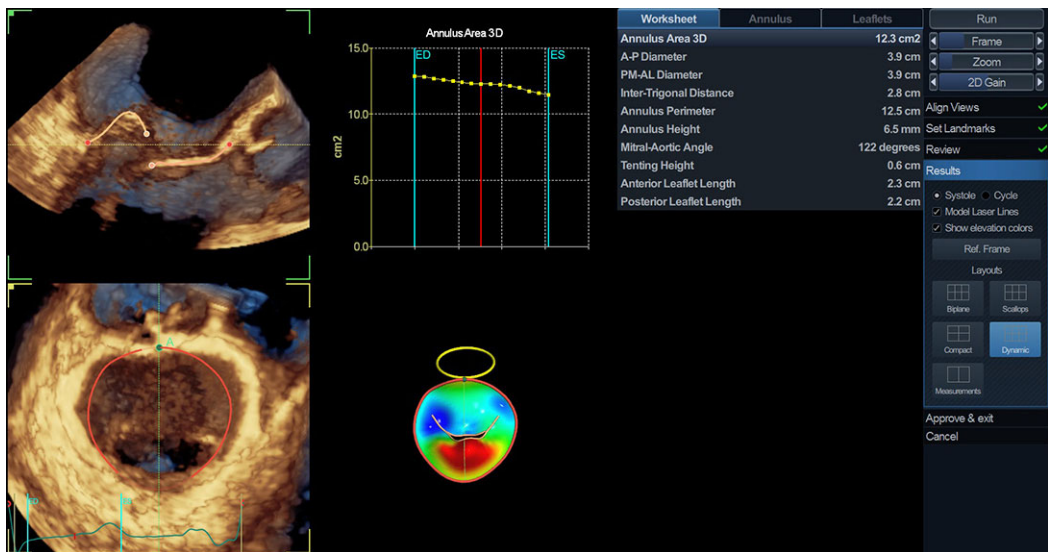 Annulus Area 3D
15.0
10.0
5.0
0.0
cm2
ED
ES
A
Worksheet
Annulus
Leaflets
Annulus Area 3D 12.3 cm2
A-P Diameter 3.9 cm
PM-AL Diameter 3.9 cm
Inter-Trigonal Distance 2.8 cm
Annulus Perimeter 12.5 cm
Annulus Height 6.5 mm
Mitral-Aortic Angle 122 degrees
Tenting Height 0.6 cm
Anterior Leaflet Length 2.3 cm
Posterior Leaflet Length 2.2 cm
Run
Frame
Zoom
2D Gain
Align Views
Set Landmarks
Review
Results
Systole Cycle
Model Laser Lines
Show elevation colors
Ref. Frame
Layouts
Biplane Scallops
Compact Dynamic
Measurements
Approve & exit
Cancel